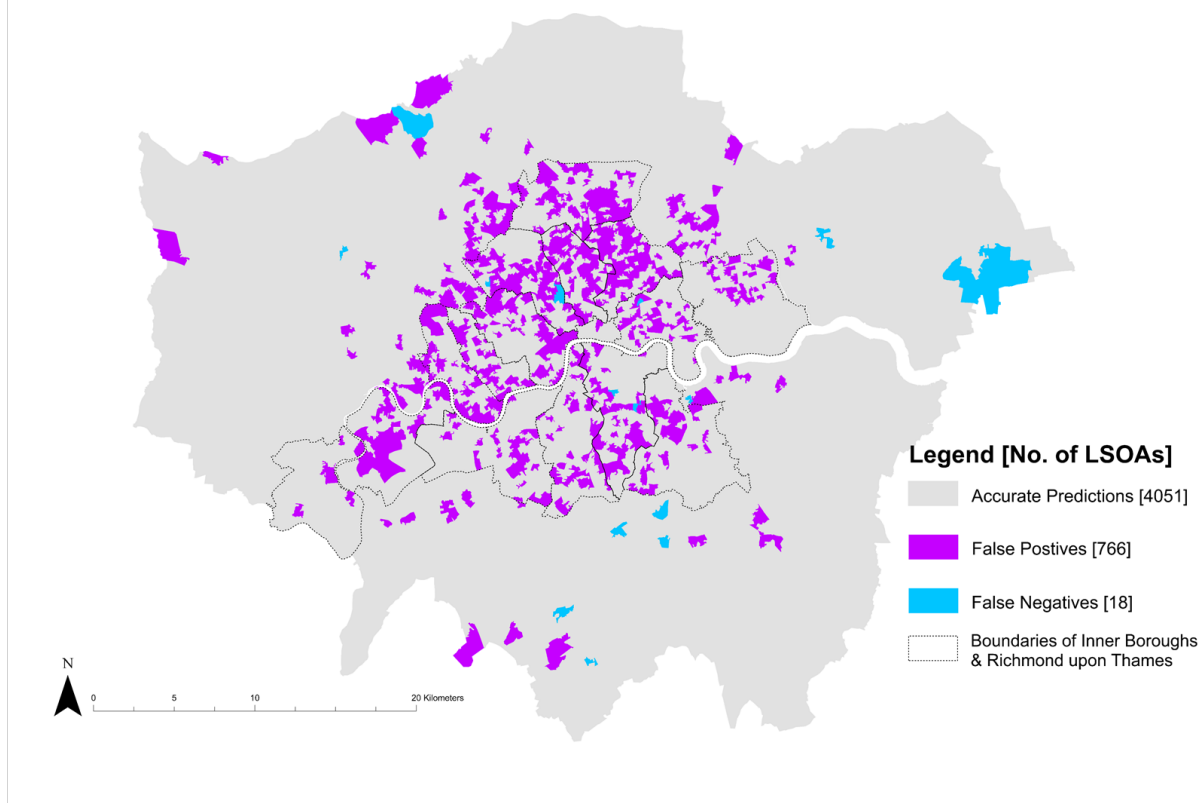 Legend [No. of LSOAs]
Accurate Predictions [4051]
False Postives [766]
False Negatives [18]
Boundaries of Inner Boroughs
& Richmond upon Thames
N
0 5 10 20 Kilometers